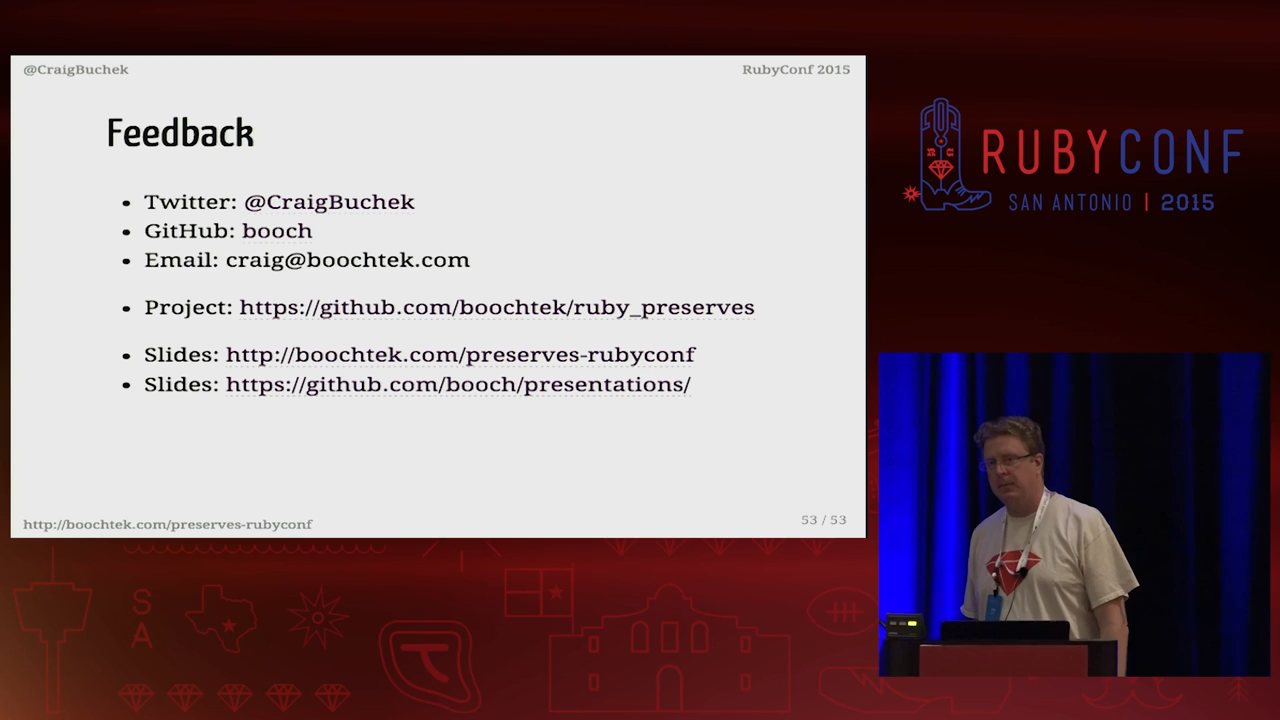 @CraigBuchek
RubyConf 2015
Feedback
• Twitter: @CraigBuchek
• GitHub: booch
• Email: craig@boochtek.com
• Project: https://github.com/boochtek/ruby_preserves
• Slides: http://boochtek.com/preserves-rubyconf
• Slides: https://github.com/booch/presentations/
http://boochtek.com/preserves-rubyconf
53 / 53
RUBYCONF
SAN ANTONIO | 2015
S
A